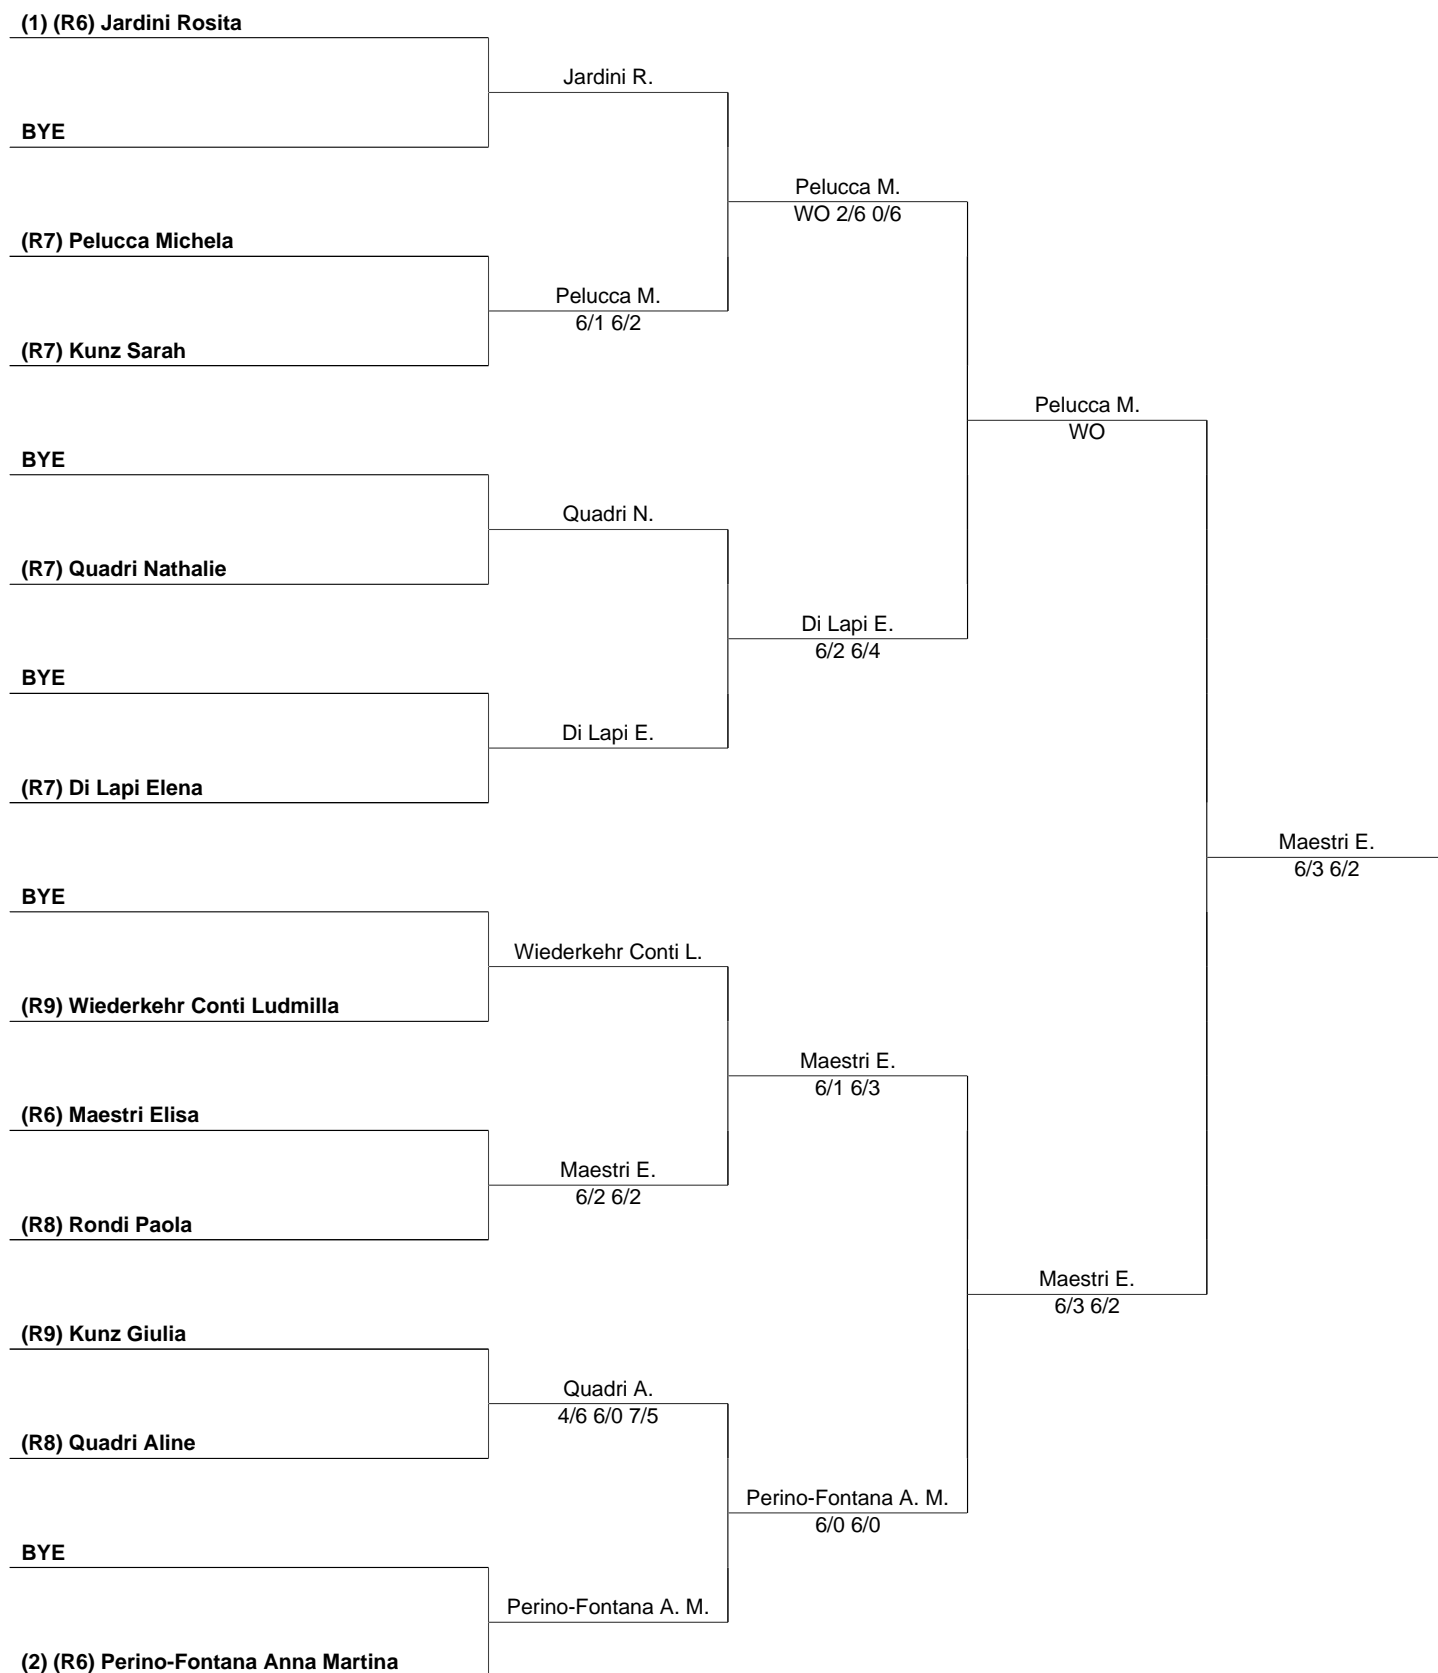 (1) (R6) Jardini Rosita
Jardini R.
BYE
Pelucca M.
WO 2/6 0/6
(R7) Pelucca Michela
Pelucca M.
6/1 6/2
(R7) Kunz Sarah
Pelucca M.
WO
BYE
Quadri N.
(R7) Quadri Nathalie
Di Lapi E.
6/2 6/4
BYE
Di Lapi E.
(R7) Di Lapi Elena
Maestri E.
6/3 6/2
BYE
Wiederkehr Conti L.
(R9) Wiederkehr Conti Ludmilla
Maestri E.
6/1 6/3
(R6) Maestri Elisa
Maestri E.
6/2 6/2
(R8) Rondi Paola
Maestri E.
6/3 6/2
(R9) Kunz Giulia
Quadri A.
4/6 6/0 7/5
(R8) Quadri Aline
Perino-Fontana A. M.
6/0 6/0
BYE
Perino-Fontana A. M.
(2) (R6) Perino-Fontana Anna Martina